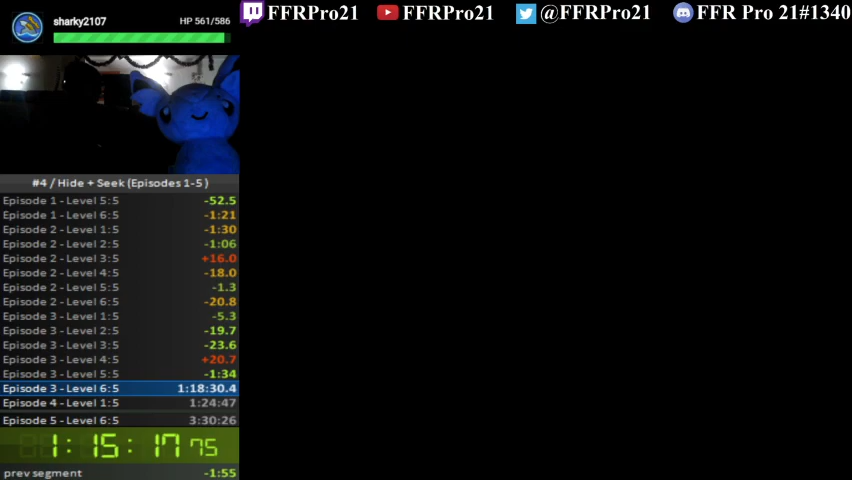 sharky2107
HP 561/586
FFRPro21
FFRPro21
@FFRPro21
FFR Pro 21#1340
#4 / Hide + Seek (Episodes 1-5 )
Episode 1 - Level 5:5 -52.5
Episode 1 - Level 6:5 -1:21
Episode 2 - Level 1:5 -1:30
Episode 2 - Level 2:5 -1:06
Episode 2 - Level 3:5 +16.0
Episode 2 - Level 4:5 -18.0
Episode 2 - Level 5:5 -1.3
Episode 2 - Level 6:5 -20.8
Episode 3 - Level 1:5 -5.3
Episode 3 - Level 2:5 -19.7
Episode 3 - Level 3:5 -23.6
Episode 3 - Level 4:5 +20.7
Episode 3 - Level 5:5 -1:34
Episode 3 - Level 6:5 1:18:30.4
Episode 4 - Level 1:5 1:24:47
Episode 5 - Level 6:5 3:30:26
1:15:17 75
prev segment -1:55